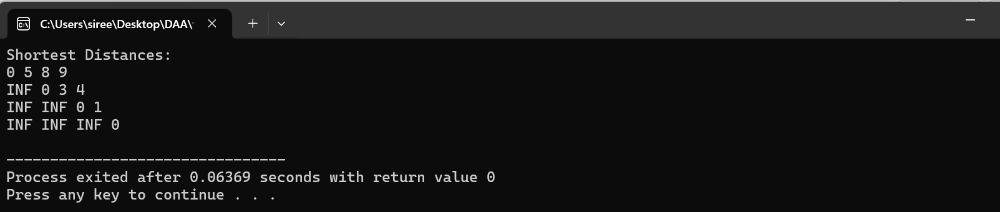 C:\Users\siree\Desktop\DAA\
Shortest Distances:
0 5 8 9
INF 0 3 4
INF INF 0 1
INF INF INF 0
--------------------------------
Process exited after 0.06369 seconds with return value 0
Press any key to continue . . .